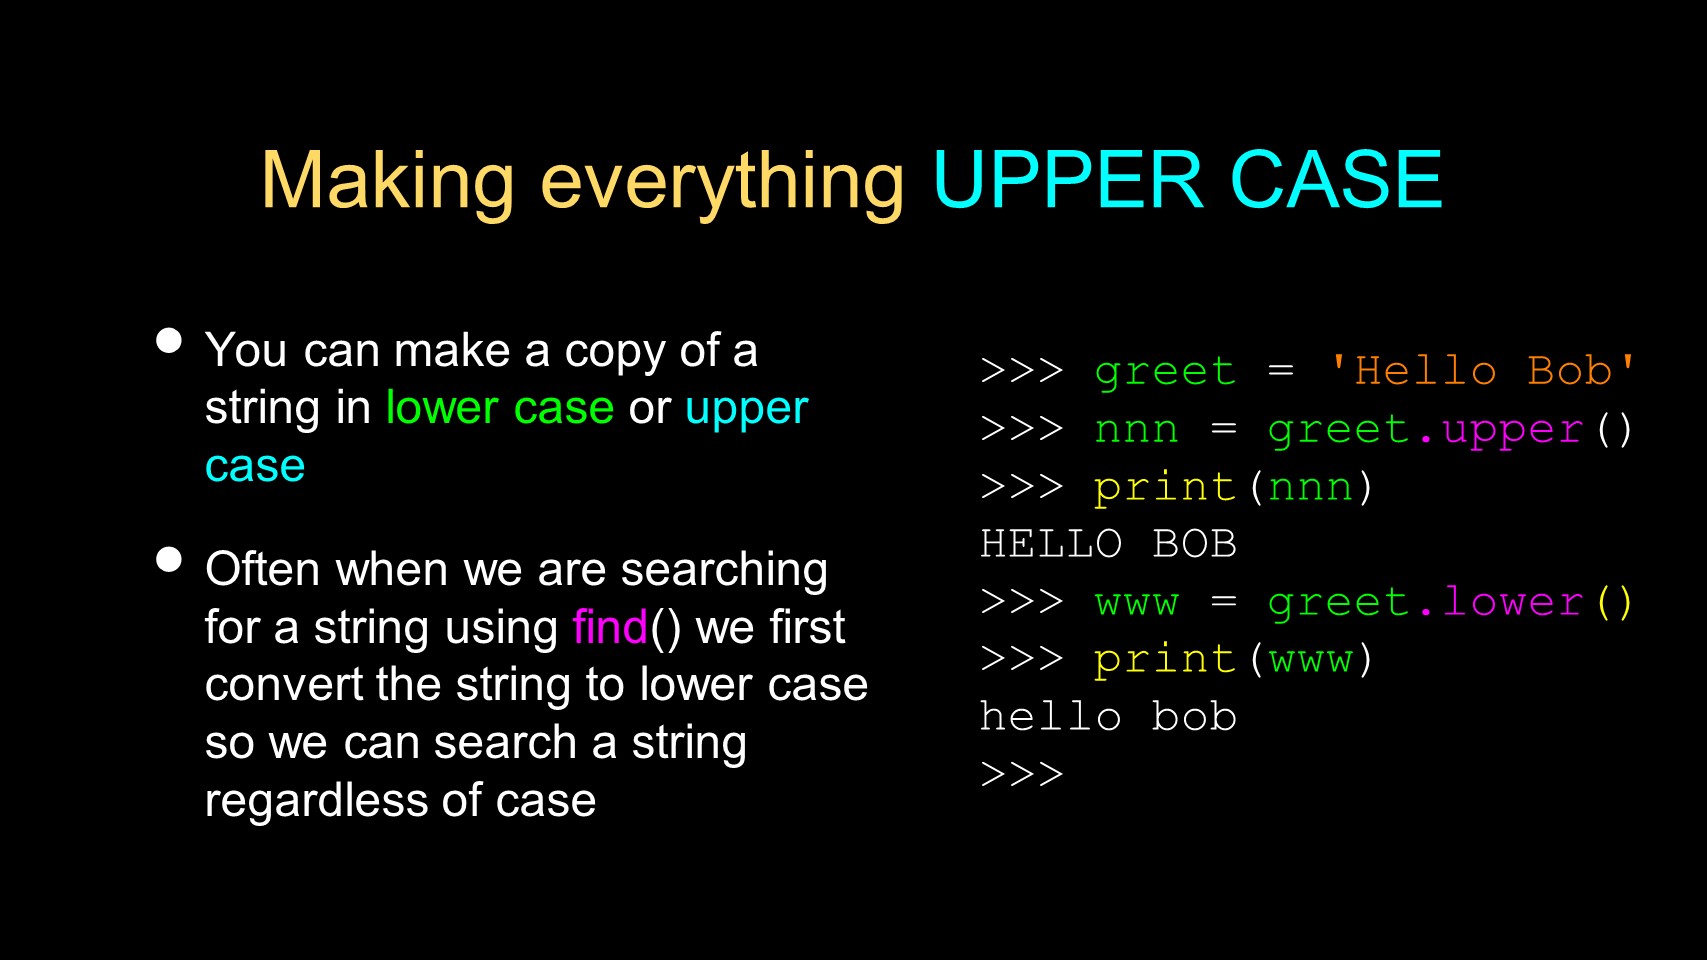 Making everything UPPER CASE
• You can make a copy of a
string in lower case or upper
case
• Often when we are searching
for a string using find() we first
convert the string to lower case
so we can search a string
regardless of case
>>> greet = 'Hello Bob'
>>> nnn = greet.upper()
>>> print(nnn)
HELLO BOB
>>> www = greet.lower()
>>> print(www)
hello bob
>>>